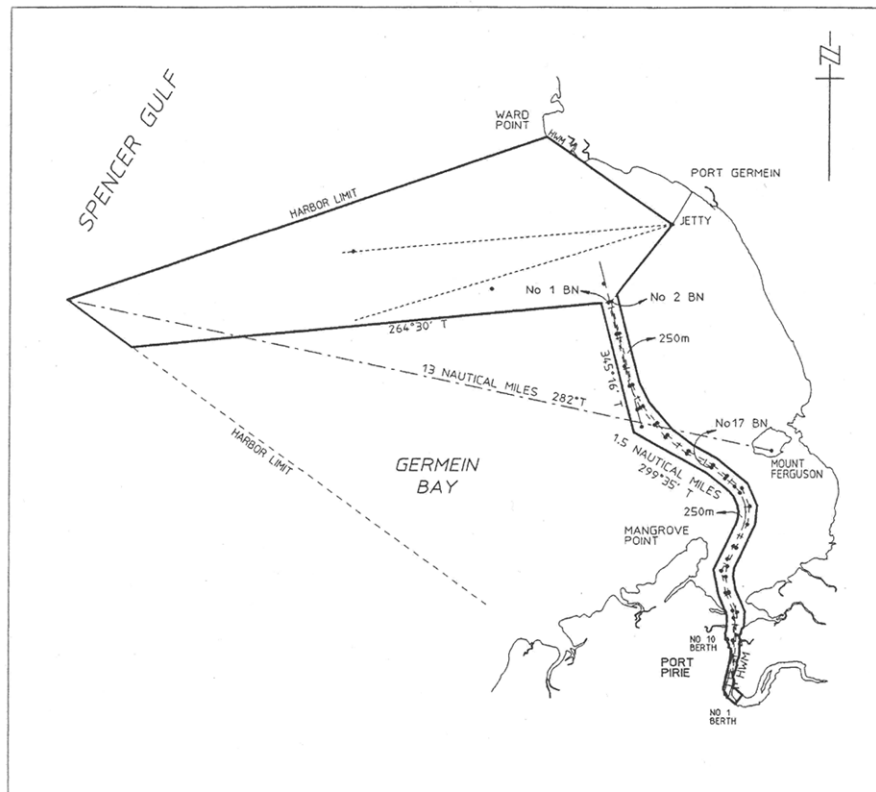 N
SPENCER GULF
WARD
POINT
HWM
PORT GERMEIN
HARBOR LIMIT
JETTY
No 1 BN
No 2 BN
264°30' T
250m
345°16' T
13 NAUTICAL MILES 282°T
No17 BN
HARBOR LIMIT
1.5 NAUTICAL MILES
299°35' T
MOUNT
FERGUSON
GERMEIN
BAY
250m
MANGROVE
POINT
NO 10
BERTH
PORT
PIRIE
HWM
NO 1
BERTH